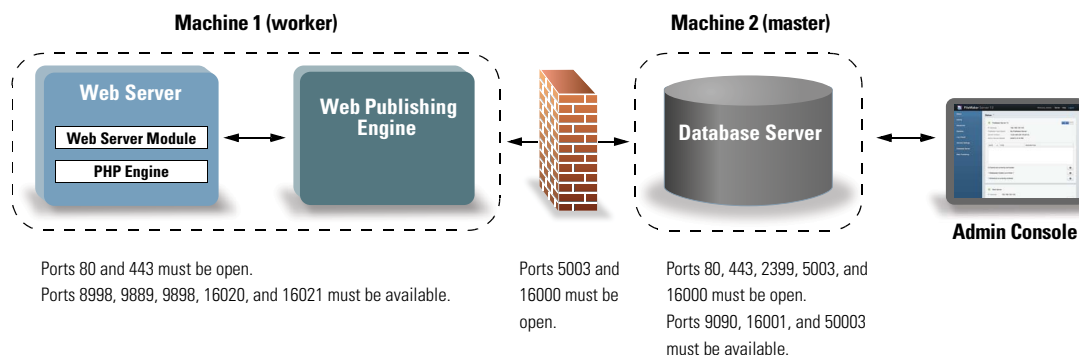 Machine 1 (worker)
Machine 2 (master)
Web Server
Web Server Module
PHP Engine
Web Publishing
Engine
Database Server
Admin Console
Ports 80 and 443 must be open.
Ports 8998, 9889, 9898, 16020, and 16021 must be available.
Ports 5003 and
16000 must be
open.
Ports 80, 443, 2399, 5003, and
16000 must be open.
Ports 9090, 16001, and 50003
must be available.